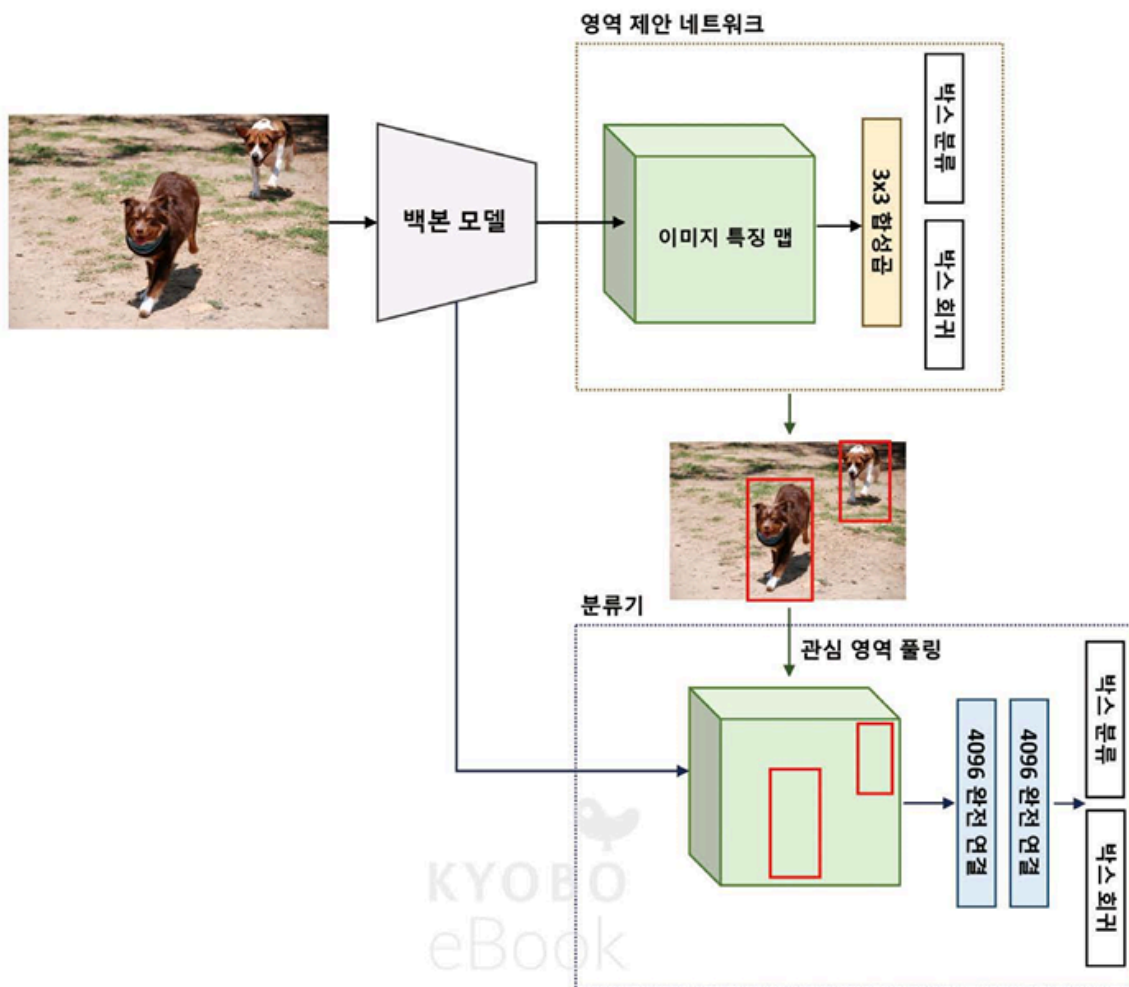 영역 제안 네트워크
백본 모델
이미지 특징 맵
3x3 합성곱
박스 분류
박스 회귀
분류기
관심 영역 풀링
4096 완전 연결
4096 완전 연결
박스 분류
박스 회귀
KYOBO
eBook